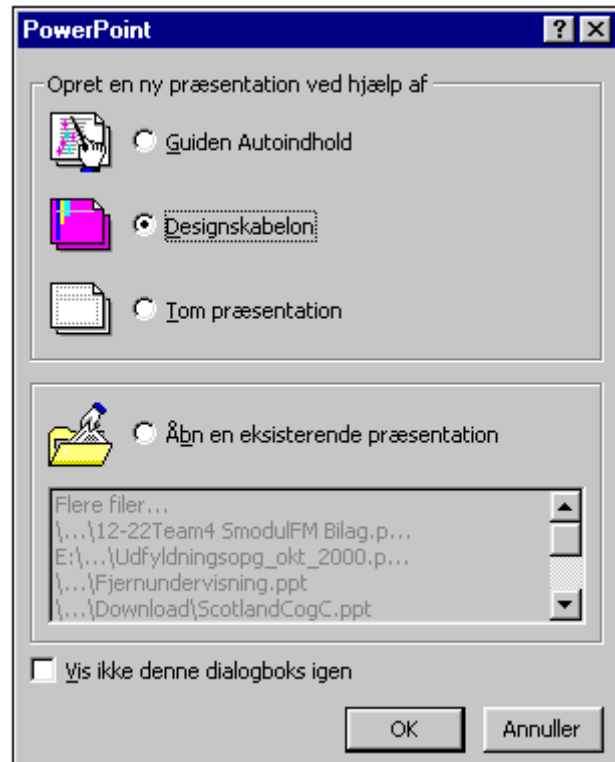 PowerPoint
Opret en ny præsentation ved hjælp af
Guiden Autoindhold
Designskabelon
Tom præsentation
Åbn en eksisterende præsentation
Flere filer...
\...\12-22Team4 SmodulFM Bilag.p...
E:\...\Udfyldningsopg_okt_2000.p...
\...\Fjernundervisning.ppt
\...\Download\ScotlandCogC.ppt
Vis ikke denne dialogboks igen
OK Annuller